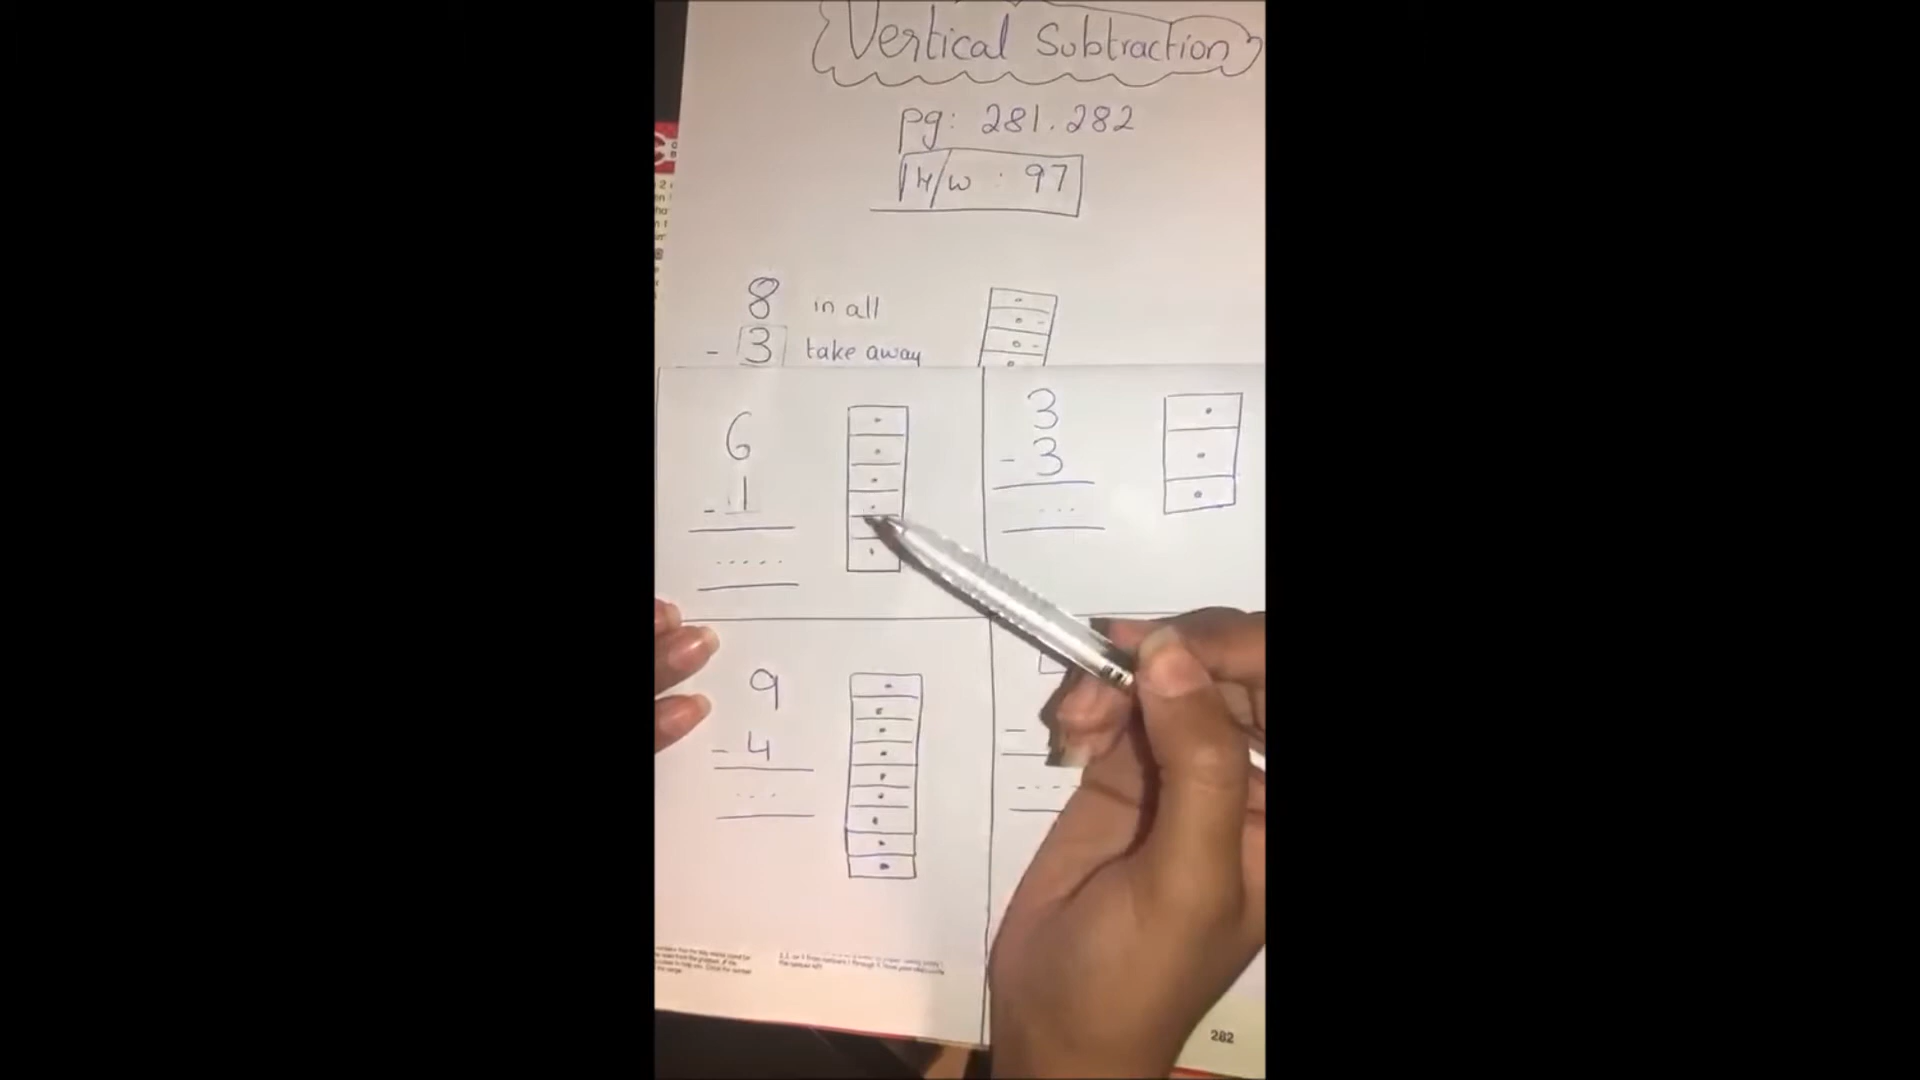 Vertical Subtraction
pg: 281.282
H/W : 97
8 in all
- 3 take away
6
- 1
3
- 3
9
- 4
-
282